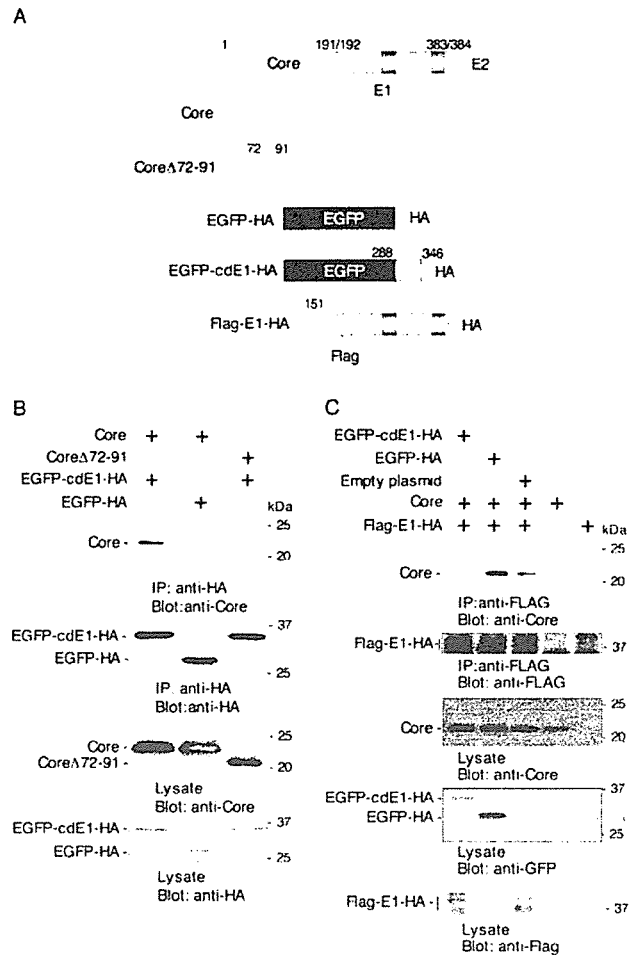 A
1 191/192 383/384
Core E2
E1
Core
72 91
CoreΔ72-91
EGFP-HA EGFP HA
288 346
EGFP-cdE1-HA EGFP HA
151
Flag-E1-HA HA
Flag
B
Core + +
CoreΔ72-91 +
EGFP-cdE1-HA + +
EGFP-HA + kDa
- 25
Core - - 20
IP: anti-HA
Blot:anti-Core
- 37
EGFP-cdE1-HA -
EGFP-HA - - 25
IP: anti-HA
Blot:anti-HA
- 25
Core -
CoreΔ72-91 - - 20
Lysate
Blot: anti-Core
EGFP-cdE1-HA - - 37
EGFP-HA - - 25
Lysate
Blot: anti-HA
C
EGFP-cdE1-HA +
EGFP-HA +
Empty plasmid +
Core + + + +
Flag-E1-HA + + + + kDa
- 25
Core - - 20
IP:anti-FLAG
Blot: anti-Core
Flag-E1-HA - 37
IP:anti-FLAG
Blot: anti-FLAG
- 25
Core - - 20
Lysate
Blot: anti-Core
EGFP-cdE1-HA - - 37
EGFP-HA - - 25
Lysate
Blot: anti-GFP
Flag-E1-HA - - 37
Lysate
Blot: anti-Flag